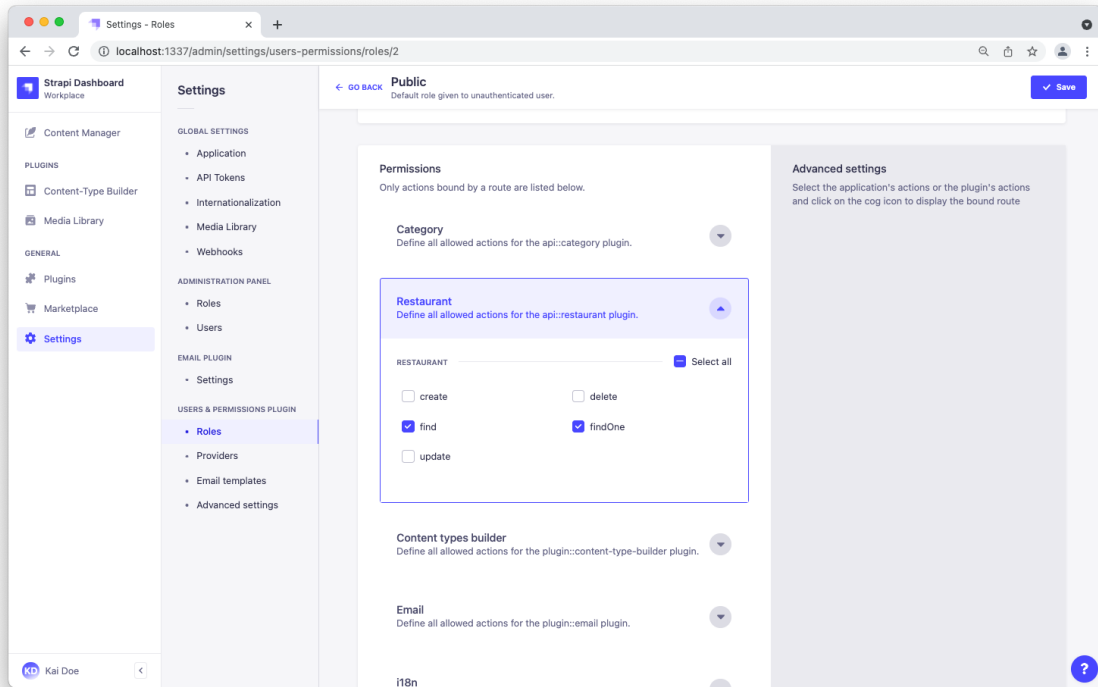 Settings - Roles
localhost:1337/admin/settings/users-permissions/roles/2
Strapi Dashboard
Workplace
Content Manager
PLUGINS
Content-Type Builder
Media Library
GENERAL
Plugins
Marketplace
Settings
KD
Kai Doe
Settings
GLOBAL SETTINGS
Application
API Tokens
Internationalization
Media Library
Webhooks
ADMINISTRATION PANEL
Roles
Users
EMAIL PLUGIN
Settings
USERS & PERMISSIONS PLUGIN
Roles
Providers
Email templates
Advanced settings
GO BACK
Public
Default role given to unauthenticated user.
Save
Permissions
Only actions bound by a route are listed below.
Category
Define all allowed actions for the api::category plugin.
Restaurant
Define all allowed actions for the api::restaurant plugin.
RESTAURANT
Select all
create
delete
find
findOne
update
Content types builder
Define all allowed actions for the plugin::content-type-builder plugin.
Email
Define all allowed actions for the plugin::email plugin.
i18n
Advanced settings
Select the application's actions or the plugin's actions
and click on the cog icon to display the bound route
?